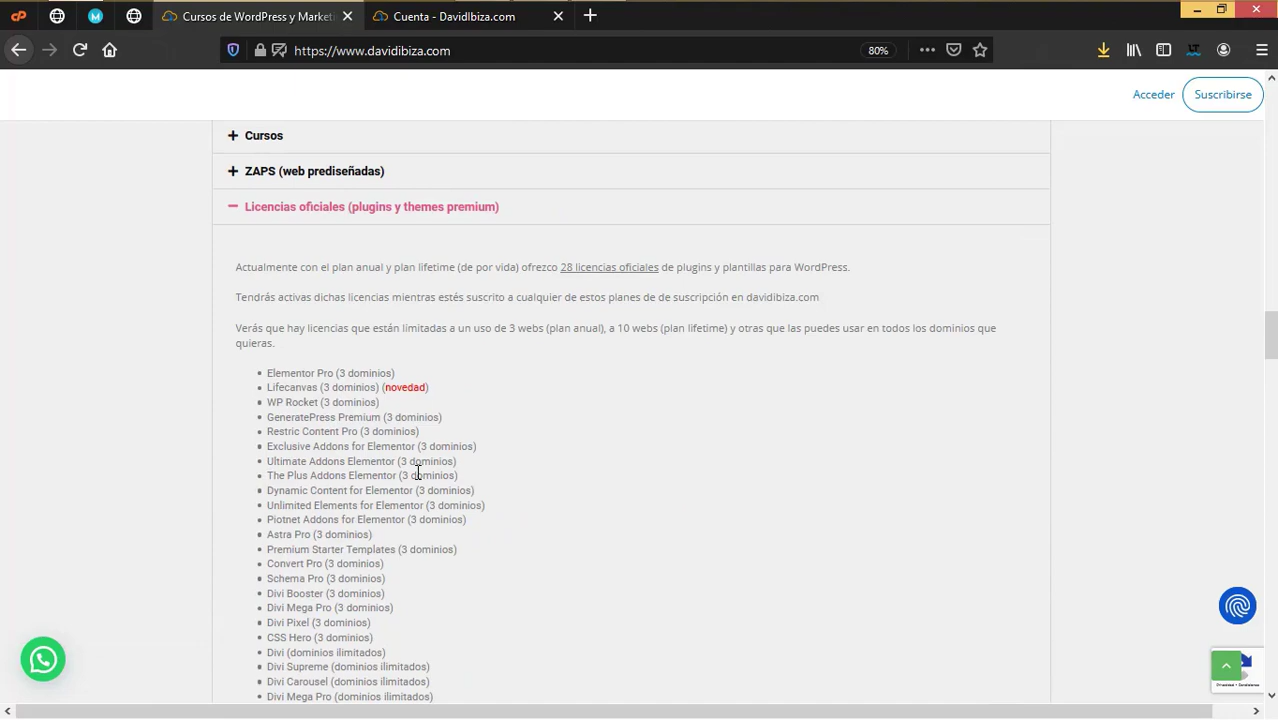 Cursos de WordPress y Market
Cuenta - DavidIbiza.com
https://www.davidibiza.com
80%
Acceder
Suscribirse
Cursos
ZAPS (web prediseñadas)
Licencias oficiales (plugins y themes premium)
Actualmente con el plan anual y plan lifetime (de por vida) ofrezco 28 licencias oficiales de plugins y plantillas para WordPress.
Tendrás activas dichas licencias mientras estés suscrito a cualquier de estos planes de de suscripción en davidibiza.com
Verás que hay licencias que están límitadas a un uso de 3 webs (plan anual), a 10 webs (plan lifetime) y otras que las puedes usar en todos los dominios que
quieras.
Elementor Pro (3 dominios)
Lifecanvas (3 dominios) (novedad)
WP Rocket (3 dominios)
GeneratePress Premium (3 dominios)
Restric Content Pro (3 dominios)
Exclusive Addons for Elementor (3 dominios)
Ultimate Addons Elementor (3 dominios)
The Plus Addons Elementor (3 dominios)
Dynamic Content for Elementor (3 dominios)
Unlimited Elements for Elementor (3 dominios)
Piotnet Addons for Elementor (3 dominios)
Astra Pro (3 dominios)
Premium Starter Templates (3 dominios)
Convert Pro (3 dominios)
Schema Pro (3 dominios)
Divi Booster (3 dominios)
Divi Mega Pro (3 dominios)
Divi Pixel (3 dominios)
CSS Hero (3 dominios)
Divi (dominios ilimitados)
Divi Supreme (dominios ilimitados)
Divi Carousel (dominios ilimitados)
Divi Mega Pro (dominios ilimitados)